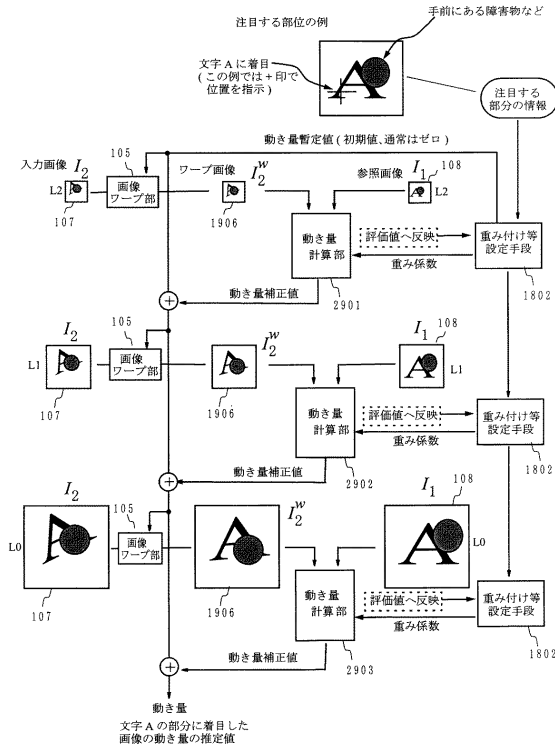 注目する部位の例
手前にある障害物など
文字 A に着目
( この例では + 印で
位置を指示 )
A
注目する
部分の情報
動き量暫定値 ( 初期値、通常はゼロ )
入力画像 I2
105
ワープ画像 I2w
参照画像 I1
108
L2
画像
ワープ部
L2
107
1906
動き量
計算部
評価値へ反映
重み付け等
設定手段
重み係数
1802
動き量補正値
2901
+
I2
105
I2w
I1
108
L1
画像
ワープ部
A
A
A
L1
107
1906
動き量
計算部
評価値へ反映
重み付け等
設定手段
重み係数
1802
動き量補正値
2902
+
I2
105
I2w
I1
108
L0
A
画像
ワープ部
A
A
L0
107
1906
動き量
計算部
評価値へ反映
重み付け等
設定手段
重み係数
1802
動き量補正値
2903
+
動き量
文字 A の部分に着目した
画像の動き量の推定値